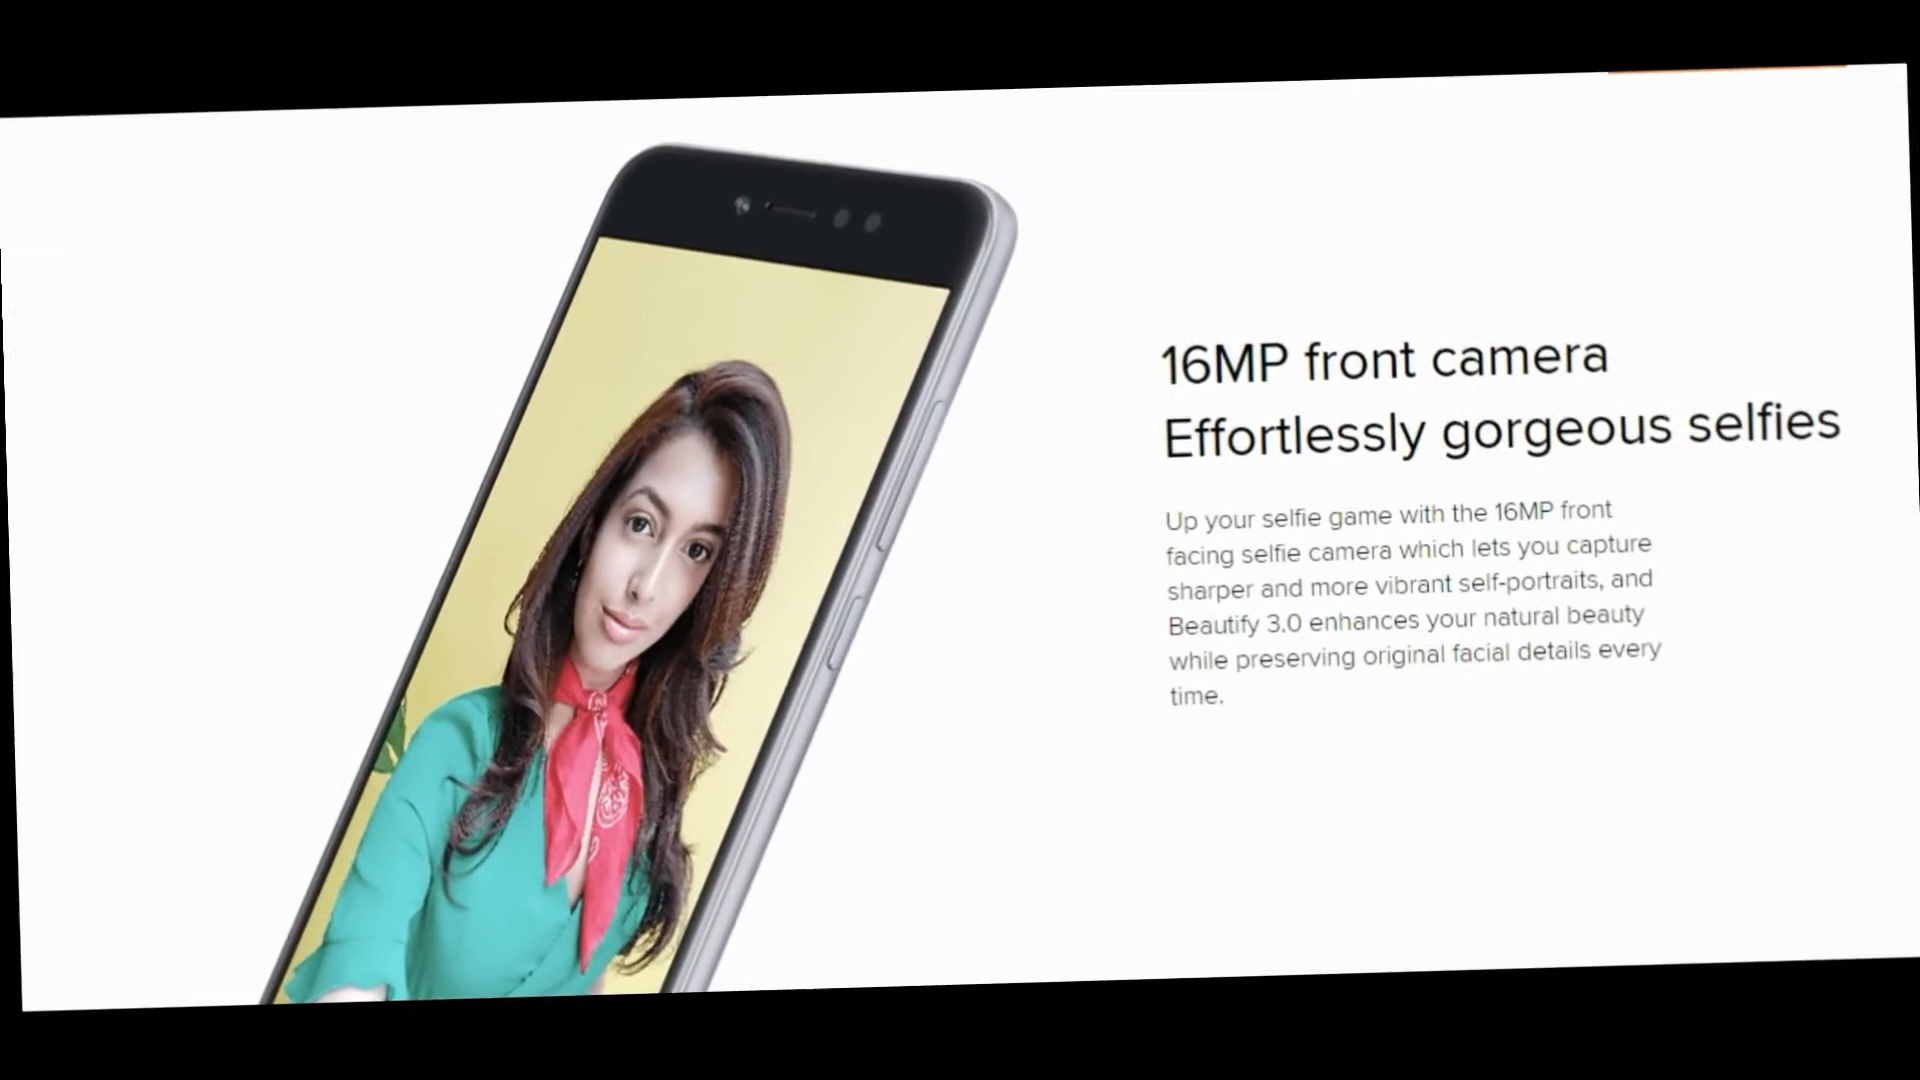 16MP front camera
Effortlessly gorgeous selfies
Up your selfie game with the 16MP front
facing selfie camera which lets you capture
sharper and more vibrant self-portraits, and
Beautify 3.0 enhances your natural beauty
while preserving original facial details every
time.